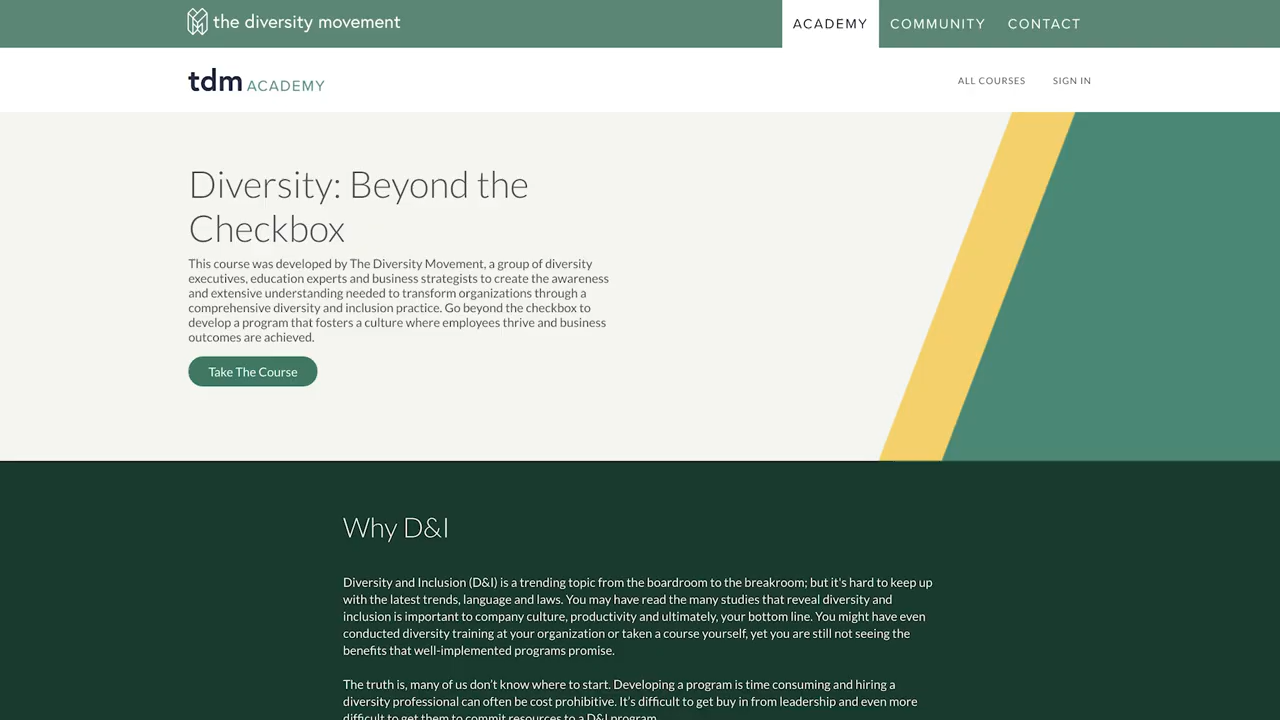 the diversity movement
ACADEMY
COMMUNITY
CONTACT
tdm ACADEMY
ALL COURSES
SIGN IN
Diversity: Beyond the
Checkbox
This course was developed by The Diversity Movement, a group of diversity
executives, education experts and business strategists to create the awareness
and extensive understanding needed to transform organizations through a
comprehensive diversity and inclusion practice. Go beyond the checkbox to
develop a program that fosters a culture where employees thrive and business
outcomes are achieved.
Take The Course
Why D&I
Diversity and Inclusion (D&I) is a trending topic from the boardroom to the breakroom; but it's hard to keep up
with the latest trends, language and laws. You may have read the many studies that reveal diversity and
inclusion is important to company culture, productivity and ultimately, your bottom line. You might have even
conducted diversity training at your organization or taken a course yourself, yet you are still not seeing the
benefits that well-implemented programs promise.
The truth is, many of us don't know where to start. Developing a program is time consuming and hiring a
diversity professional can often be cost prohibitive. It's difficult to get buy in from leadership and even more
difficult to get them to commit resources to a D&I program.